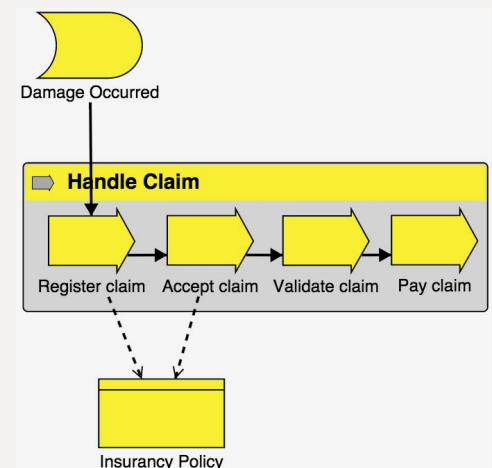 Damage Occurred
Handle Claim
Register claim
Accept claim
Validate claim
Pay claim
Insurancy Policy